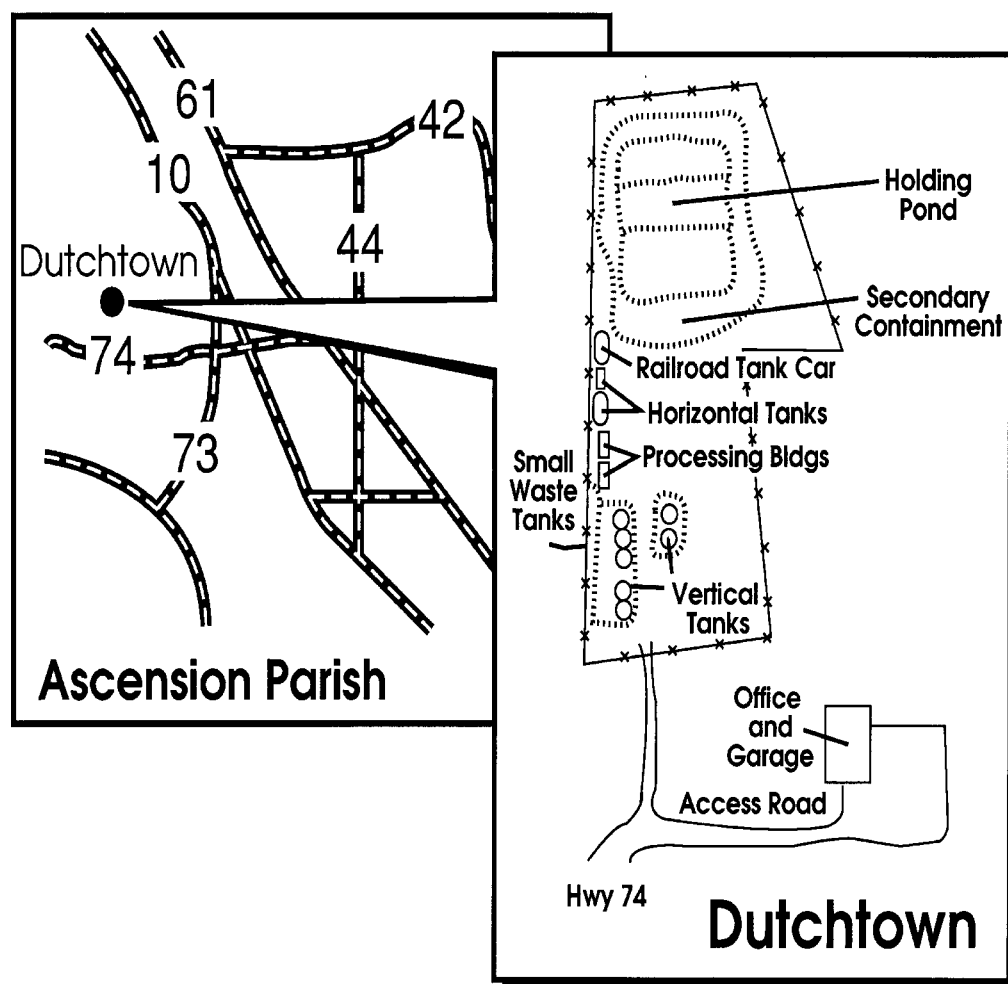 61
42
10
44
Dutchtown
74
73
Ascension Parish
Holding
Pond
Secondary
Containment
Railroad Tank Car
Horizontal Tanks
Processing Bldgs
Small
Waste
Tanks
Vertical
Tanks
Office
and
Garage
Access Road
Hwy 74
Dutchtown